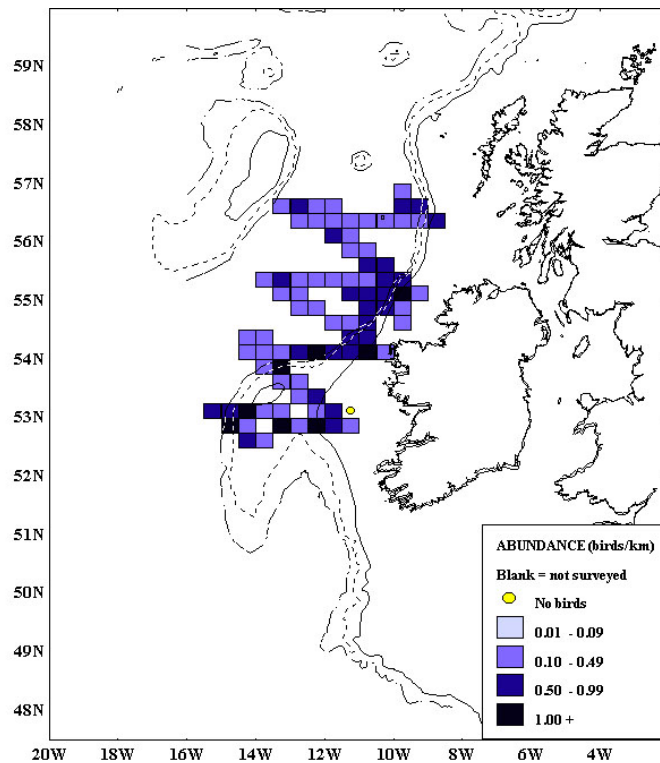 59N
58N
57N
56N
55N
54N
53N
52N
51N
50N
49N
48N
ABUNDANCE (birds/km)
Blank = not surveyed
No birds
0.01 - 0.09
0.10 - 0.49
0.50 - 0.99
1.00 +
20W 18W 16W 14W 12W 10W 8W 6W 4W